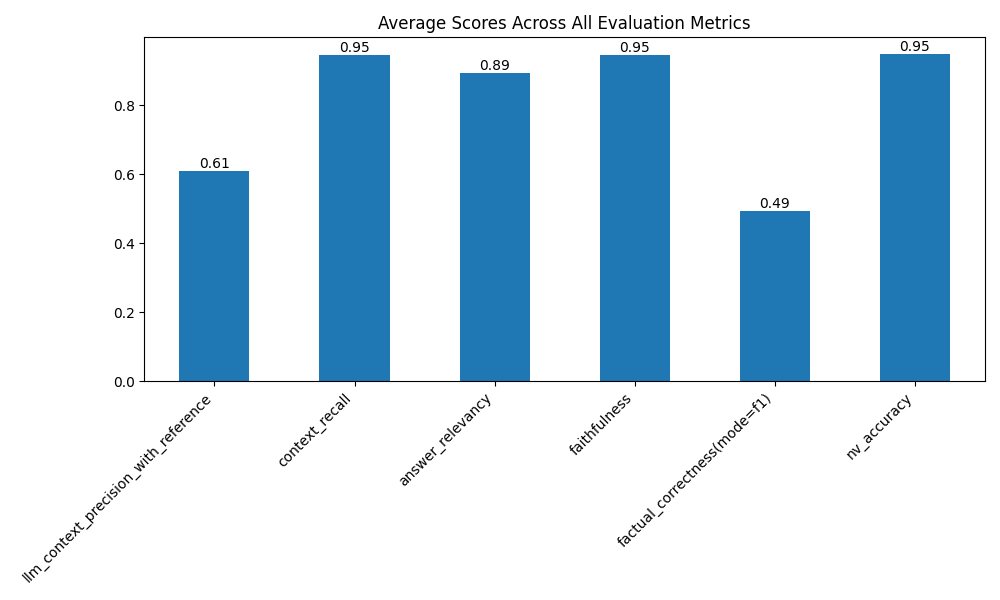 Average Scores Across All Evaluation Metrics
0.95
0.95
0.95
0.89
0.8
0.61
0.6
0.49
0.4
0.2
0.0
llm_context_precision_with_reference
context_recall
answer_relevancy
faithfulness
factual_correctness(mode=f1)
nv_accuracy